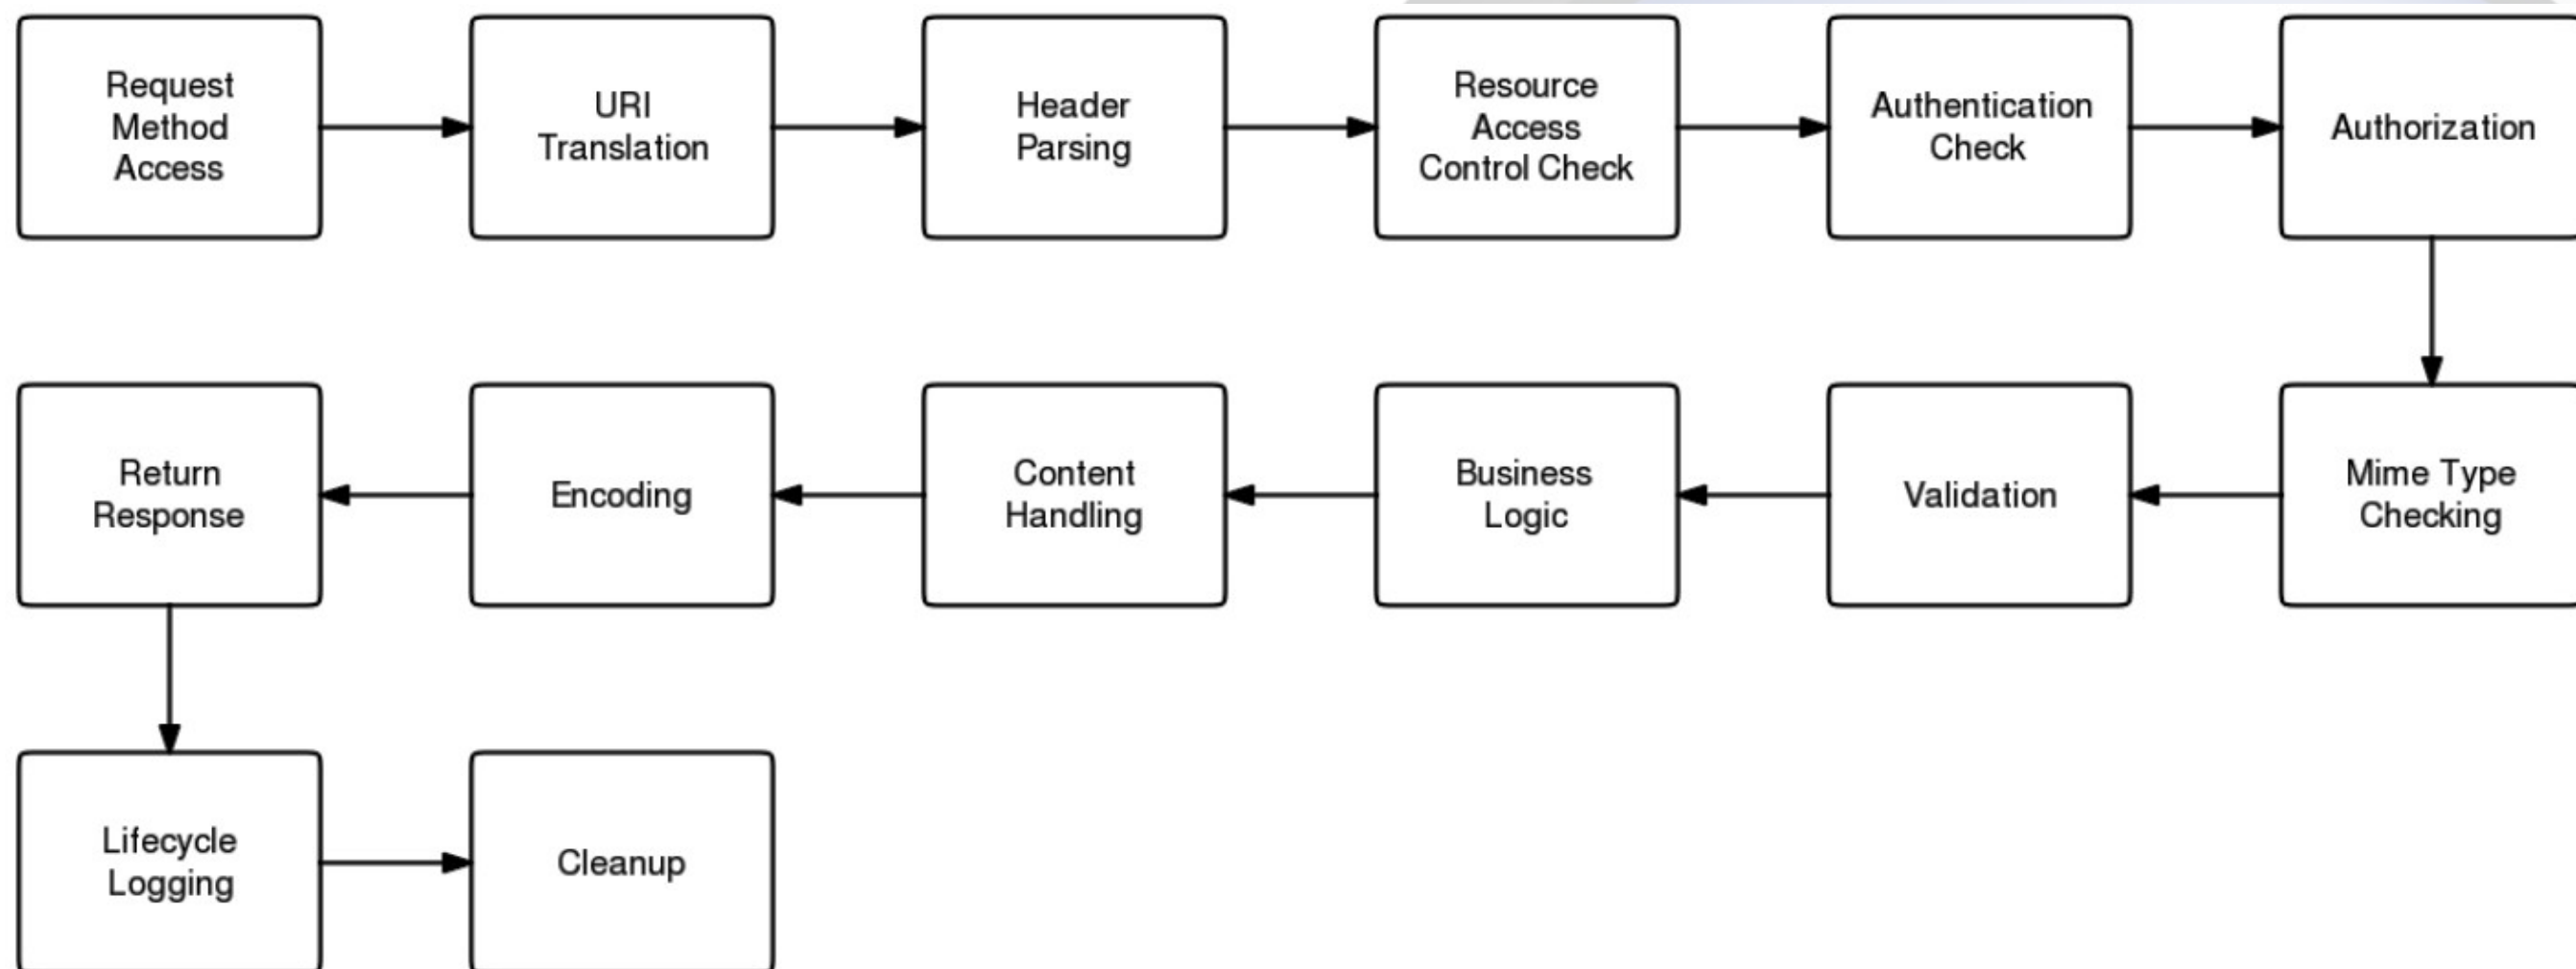 Request
Method
Access
URI
Translation
Header
Parsing
Resource
Access
Control Check
Authentication
Check
Authorization
Return
Response
Encoding
Content
Handling
Business
Logic
Validation
Mime Type
Checking
Lifecycle
Logging
Cleanup